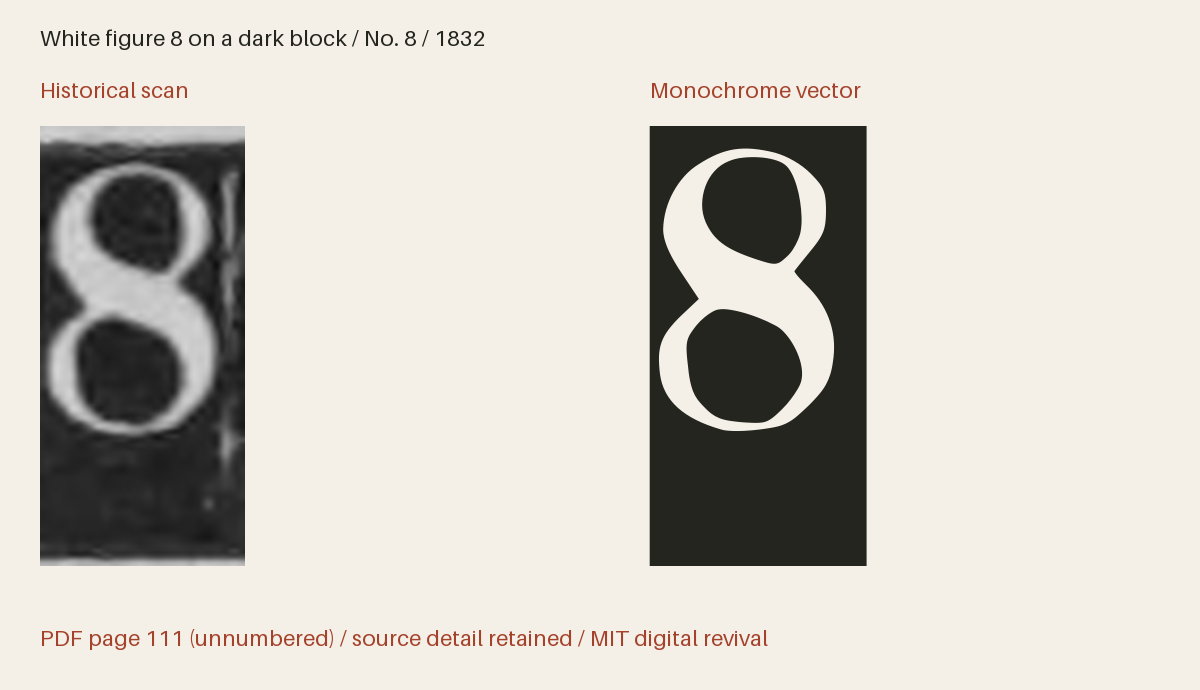 White figure 8 on a dark block / No. 8 / 1832
Historical scan
Monochrome vector
8
8
PDF page 111 (unnumbered) / source detail retained / MIT digital revival